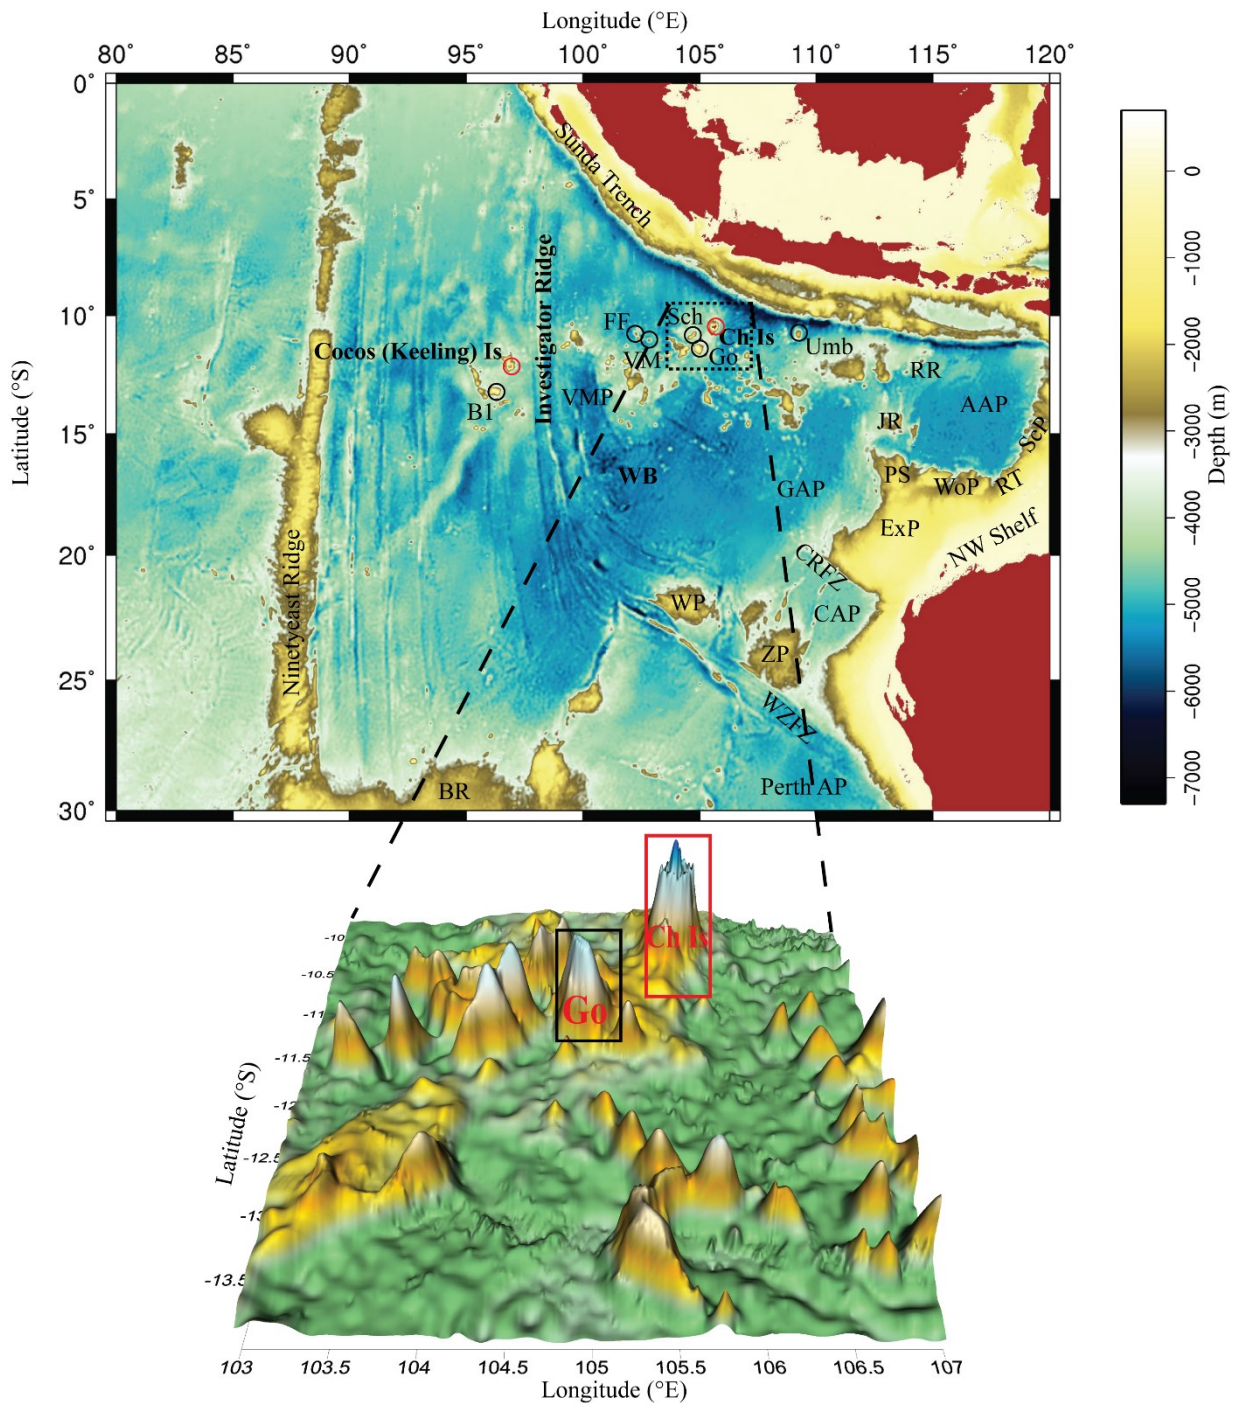 Longitude (°E)
80° 85° 90° 95° 100° 105° 110° 115° 120°
0°
5°
10°
15°
20°
25°
30°
Latitude (°S)
Sunda Trench
Investigator Ridge
Sch
FF
Ch Is
VM
Go
Umb
Cocos (Keeling) Is
B1
VMP
RR
AAP
JR
ScP
WB
GAP
PS
WoP
RT
ExP
NW Shelf
Ninetyeast Ridge
CRFZ
WP
CAP
ZP
WZFZ
BR
Perth AP
0
-1000
-2000
-3000
-4000
-5000
-6000
-7000
Depth (m)
Ch Is
Go
-10
-10.5
-11
-11.5
-12
-12.5
-13
-13.5
Latitude (°S)
103 103.5 104 104.5 105 105.5 106 106.5 107
Longitude (°E)